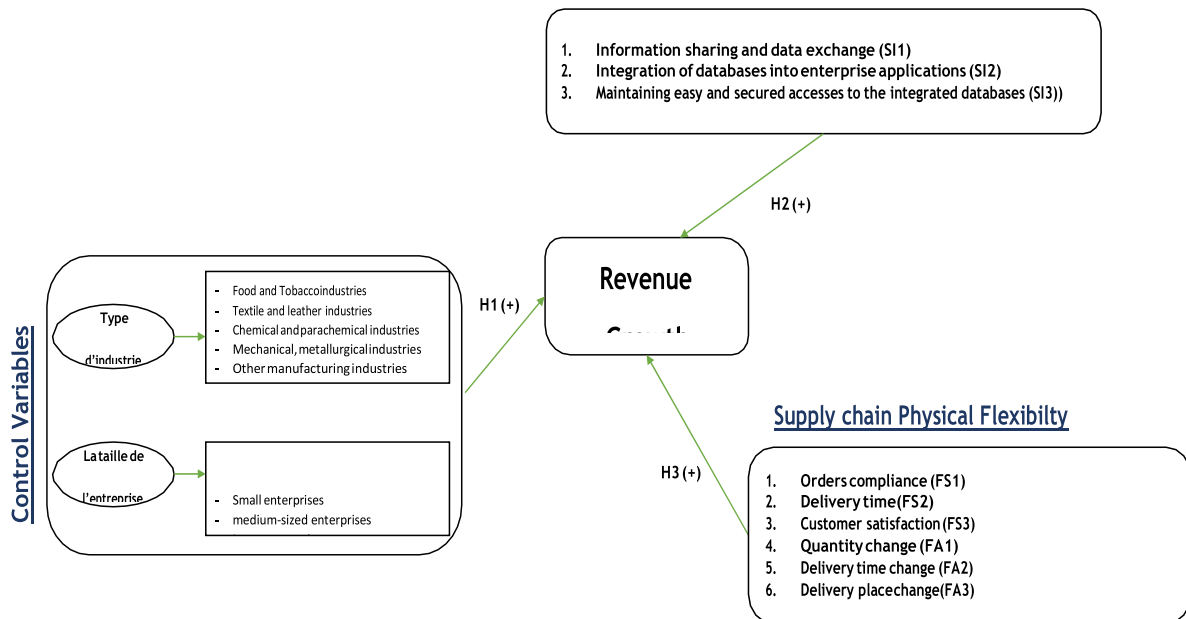 1. Information sharing and data exchange (SI1)
2. Integration of databases into enterprise applications (SI2)
3. Maintaining easy and secured accesses to the integrated databases (SI3))
H2 (+)
Revenue
Growth
H1 (+)
Control Variables
Type
d'industrie
- Food and Tobaccoindustries
- Textile and leather industries
- Chemical and parachemical industries
- Mechanical, metallurgical industries
- Other manufacturing industries
La taille de
l'entreprise
- Small enterprises
- medium-sized enterprises
H3 (+)
Supply chain Physical Flexibilty
1. Orders compliance (FS1)
2. Delivery time (FS2)
3. Customer satisfaction (FS3)
4. Quantity change (FA1)
5. Delivery time change (FA2)
6. Delivery placechange(FA3)